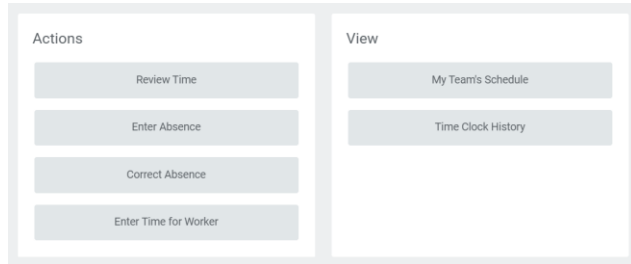 Actions
Review Time
Enter Absence
Correct Absence
Enter Time for Worker
View
My Team's Schedule
Time Clock History